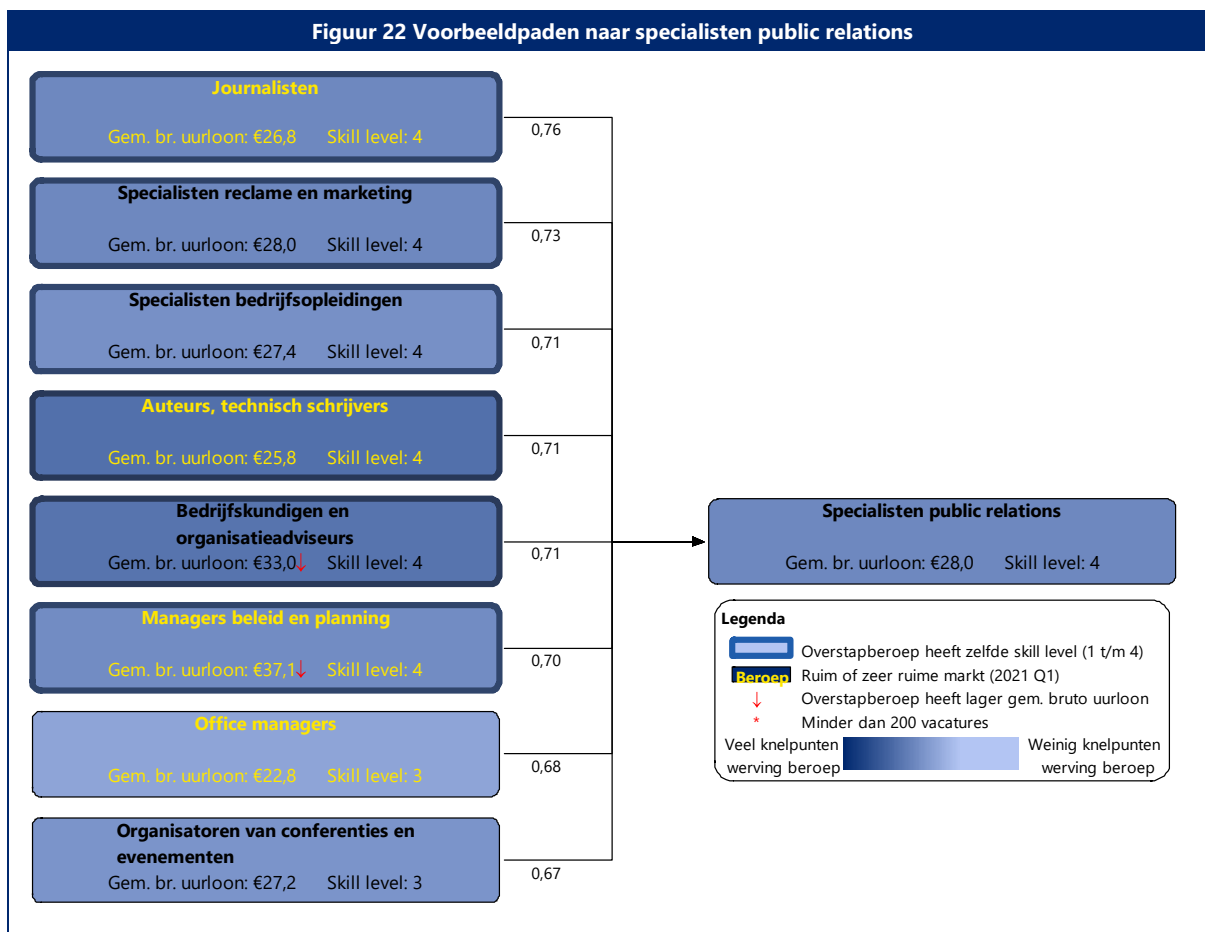 Figuur 22 Voorbeeldpaden naar specialisten public relations
Journalisten
Gem. br. uurloon: €26,8 Skill level: 4
0,76
Specialisten reclame en marketing
Gem. br. uurloon: €28,0 Skill level: 4
0,73
Specialisten bedrijfsopleidingen
Gem. br. uurloon: €27,4 Skill level: 4
0,71
Auteurs, technisch schrijvers
Gem. br. uurloon: €25,8 Skill level: 4
0,71
Bedrijfskundigen en
organisatieadviseurs
Gem. br. uurloon: €33,0↓ Skill level: 4
0,71
Managers beleid en planning
Gem. br. uurloon: €37,1↓ Skill level: 4
0,70
Office managers
Gem. br. uurloon: €22,8 Skill level: 3
0,68
Organisatoren van conferenties en
evenementen
Gem. br. uurloon: €27,2 Skill level: 3
0,67
Specialisten public relations
Gem. br. uurloon: €28,0 Skill level: 4
Legenda
Overstapberoep heeft zelfde skill level (1 t/m 4)
Beroep Ruim of zeer ruime markt (2021 Q1)
↓ Overstapberoep heeft lager gem. bruto uurloon
* Minder dan 200 vacatures
Veel knelpunten Weinig knelpunten
werving beroep werving beroep